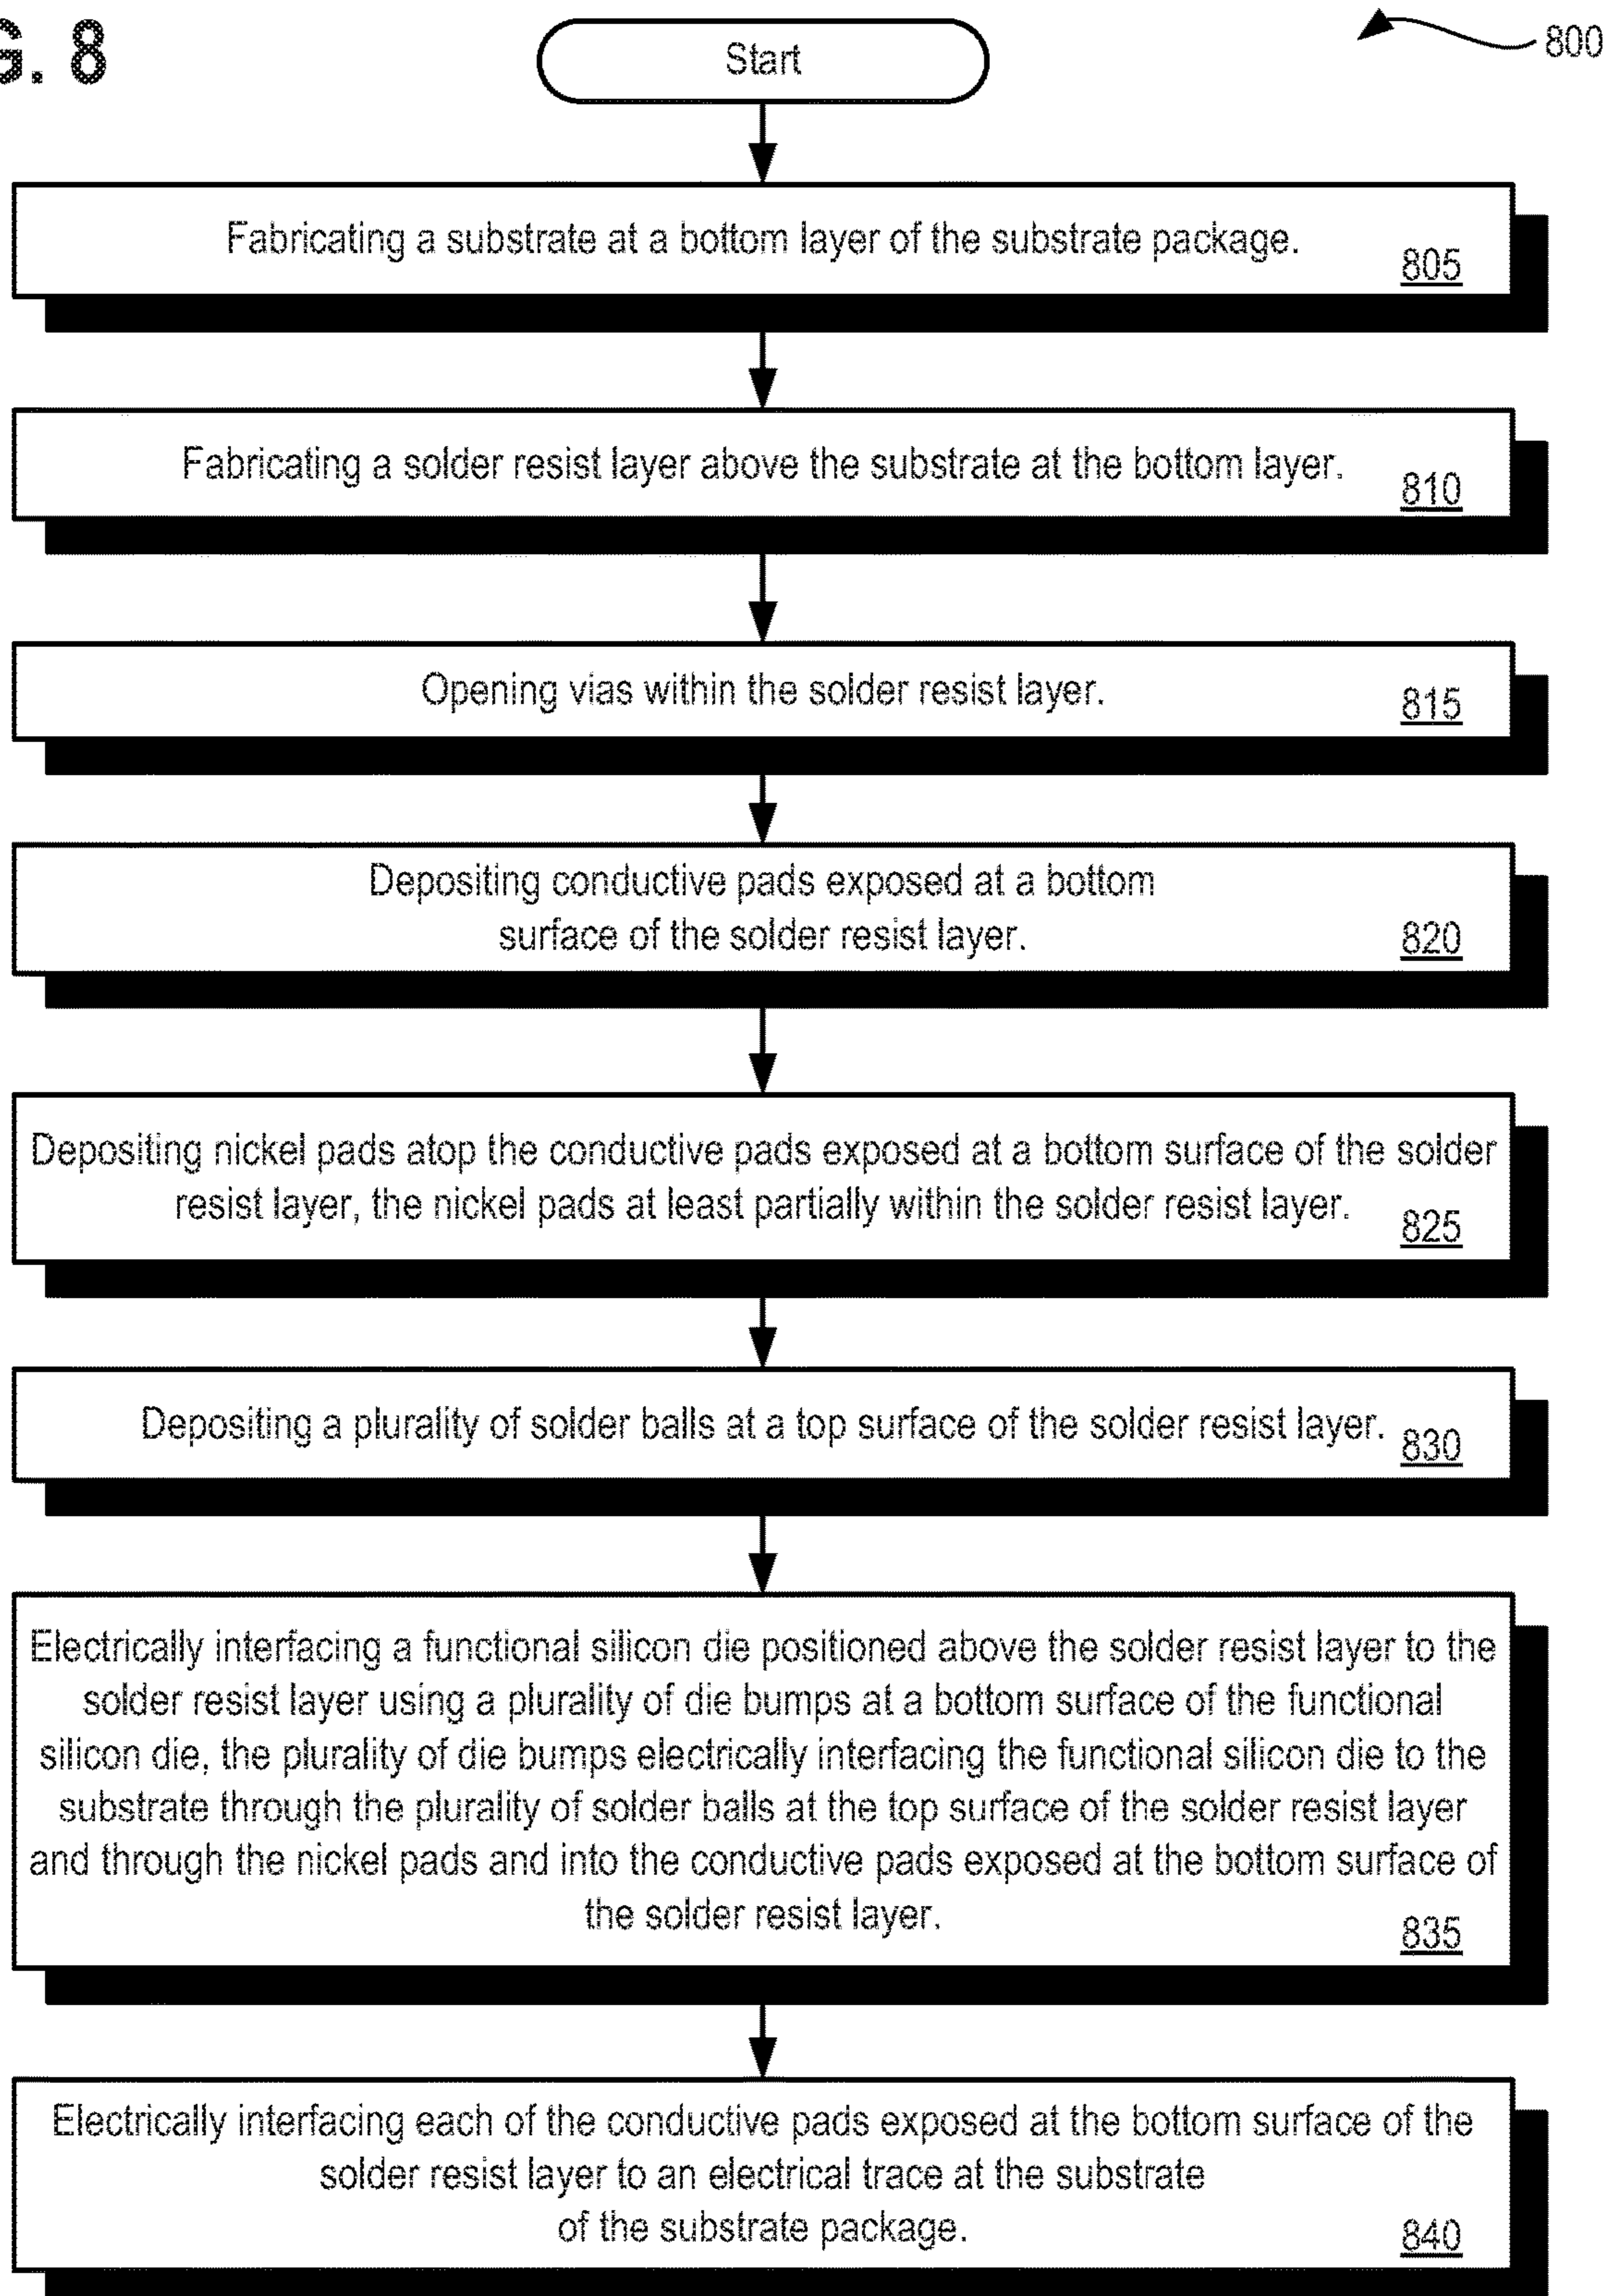 G. 8
800
Start
Fabricating a substrate at a bottom layer of the substrate package.
805
Fabricating a solder resist layer above the substrate at the bottom layer.
810
Opening vias within the solder resist layer.
815
Depositing conductive pads exposed at a bottom
surface of the solder resist layer.
820
Depositing nickel pads atop the conductive pads exposed at a bottom surface of the solder
resist layer, the nickel pads at least partially within the solder resist layer.
825
Depositing a plurality of solder balls at a top surface of the solder resist layer.
830
Electrically interfacing a functional silicon die positioned above the solder resist layer to the
solder resist layer using a plurality of die bumps at a bottom surface of the functional
silicon die, the plurality of die bumps electrically interfacing the functional silicon die to the
substrate through the plurality of solder balls at the top surface of the solder resist layer
and through the nickel pads and into the conductive pads exposed at the bottom surface of
the solder resist layer.
835
Electrically interfacing each of the conductive pads exposed at the bottom surface of the
solder resist layer to an electrical trace at the substrate
of the substrate package.
840